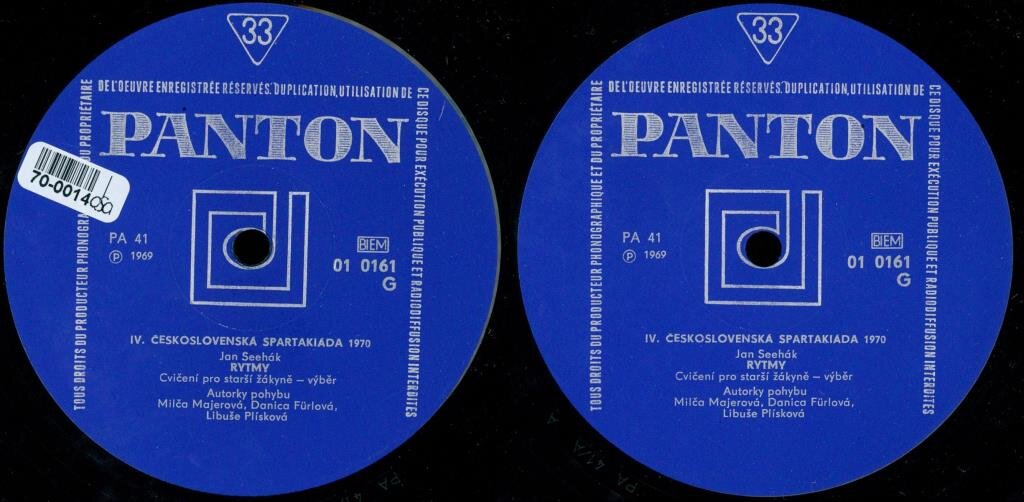 33
DE L'OEUVRE ENREGISTRÉE RÉSERVÉS. DUPLICATION, UTILISATION DE
CE DISQUE POUR EXÉCUTION PUBLIQUE ET RADIODIFFUSION INTERDITES
TOUS DROITS DU PRODUCTEUR PHONOGRA DU PROPRIÉTAIRE
PANTON
70-0014
PA 41
℗ 1969
BIEM
01 0161
G
IV. ČESKOSLOVENSKÁ SPARTAKIÁDA 1970
Jan Seehák
RYTMY
Cvičení pro starší žákyně – výběr
Autorky pohybu
Milča Majerová, Danica Fürlová,
Libuše Plísková
33
TOUS DROITS DU PRODUCTEUR PHONOGRAPHIQUE ET DU PROPRIÉTAIRE
DE L'OEUVRE ENREGISTRÉE RÉSERVÉS. DUPLICATION, UTILISATION DE
CE DISQUE POUR EXÉCUTION PUBLIQUE ET RADIODIFFUSION INTERDITES
PANTON
PA 41
℗ 1969
BIEM
01 0161
G
IV. ČESKOSLOVENSKÁ SPARTAKIÁDA 1970
Jan Seehák
RYTMY
Cvičení pro starší žákyně – výběr
Autorky pohybu
Milča Majerová, Danica Fürlová,
Libuše Plísková